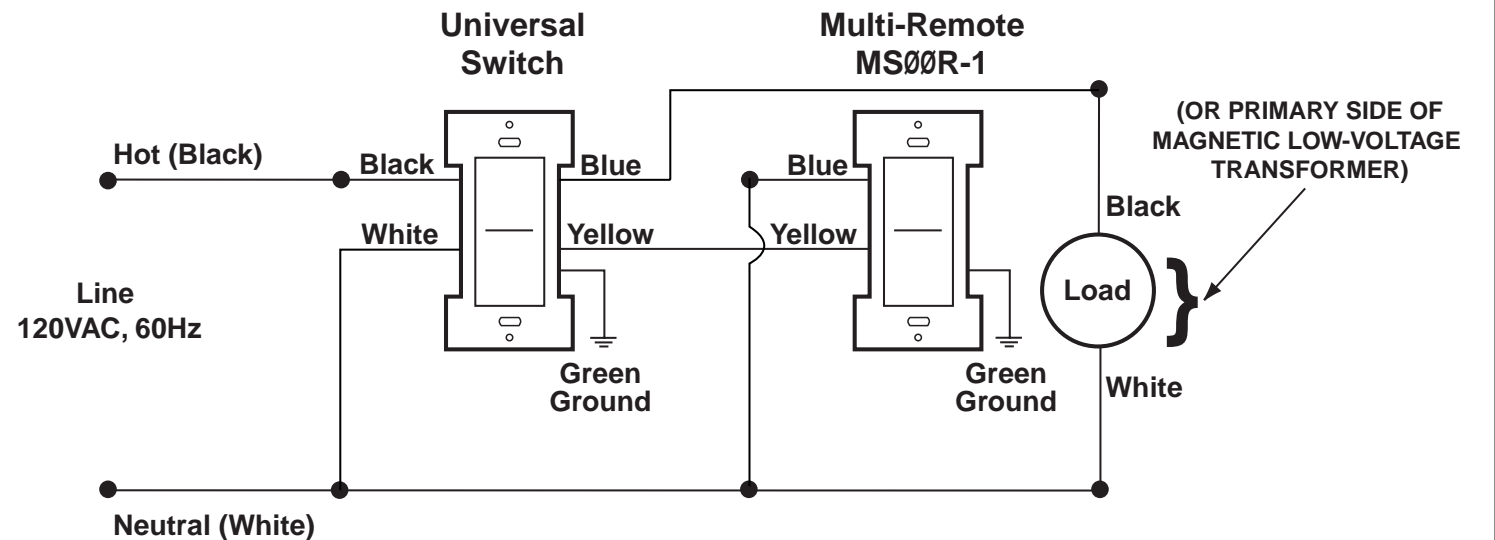 Universal
Switch
Multi-Remote
MSØØR-1
(OR PRIMARY SIDE OF
MAGNETIC LOW-VOLTAGE
TRANSFORMER)
Hot (Black)
Black
Blue
Blue
Black
White
Yellow
Yellow
Line
120VAC, 60Hz
Load
}
Green
Ground
Green
Ground
White
Neutral (White)